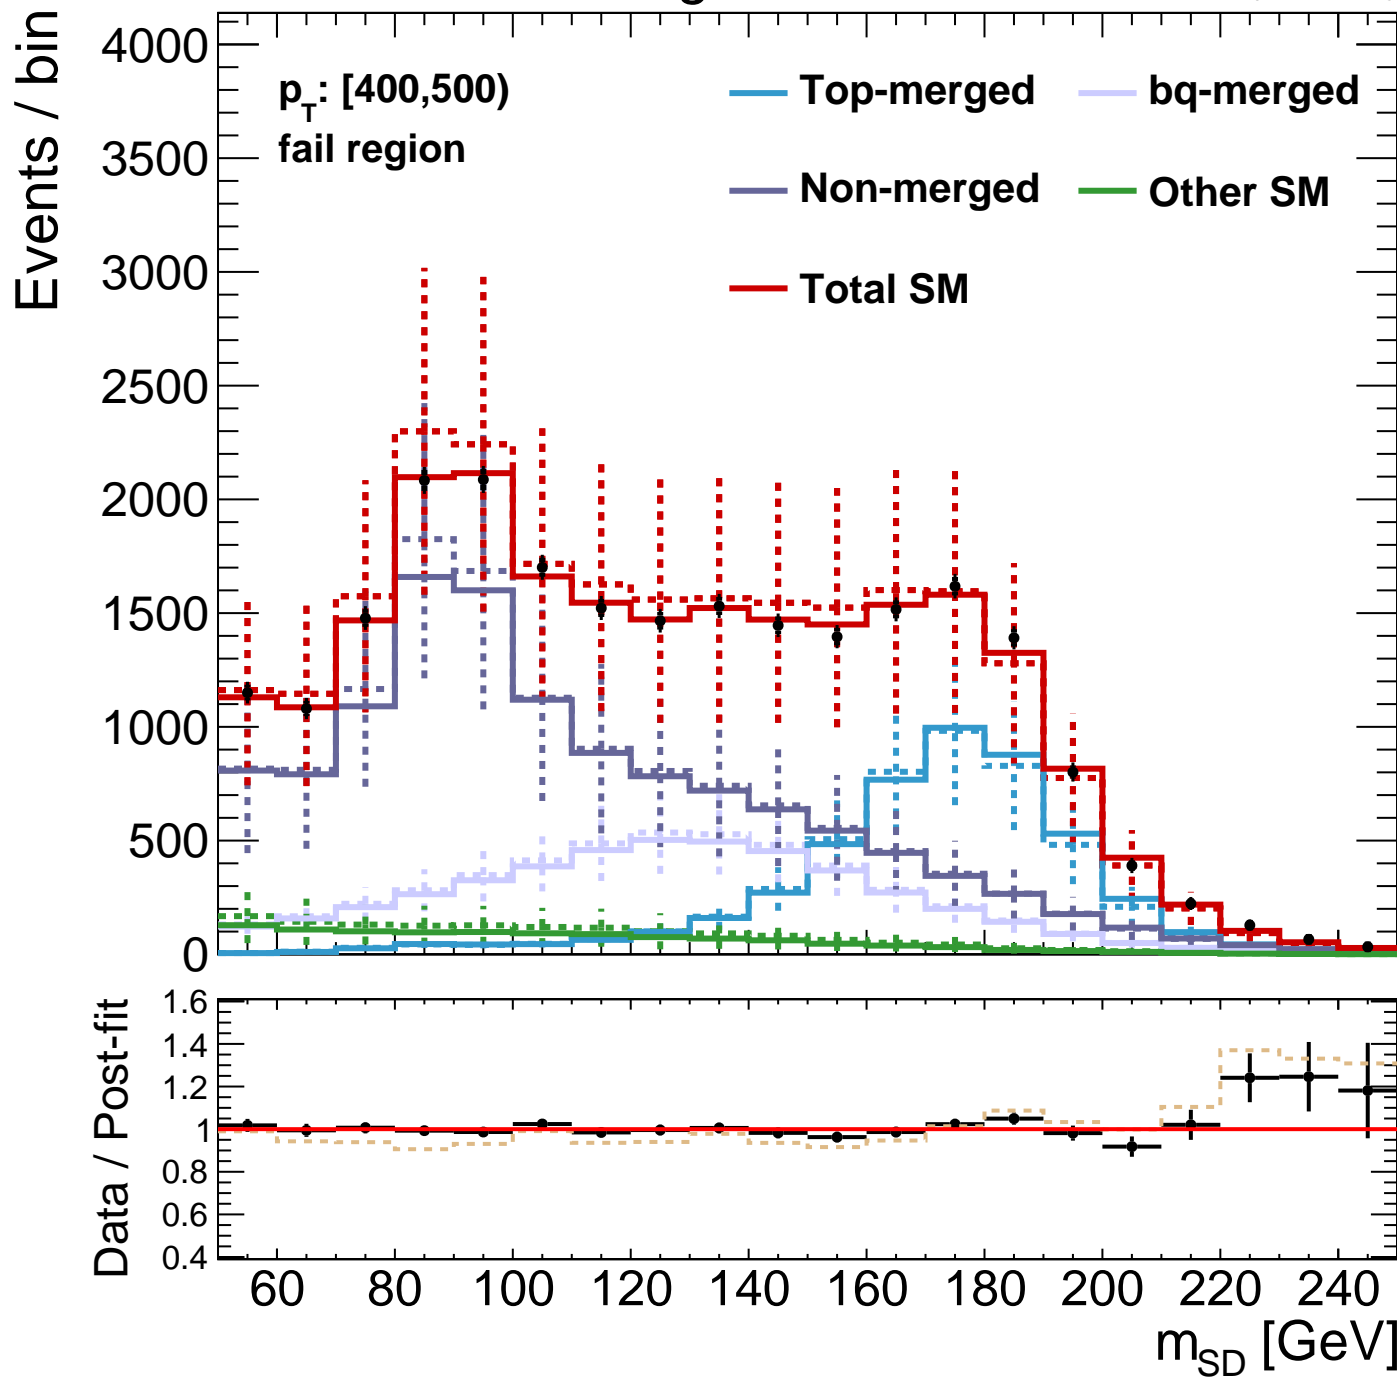 Events / bin
4000
3500
3000
2500
2000
1500
1000
500
0
p_T: [400,500)
fail region
Top-merged
bq-merged
Non-merged
Other SM
Total SM
Data / Post-fit
1.6
1.4
1.2
1
0.8
0.6
0.4
60 80 100 120 140 160 180 200 220 240
m_SD [GeV]